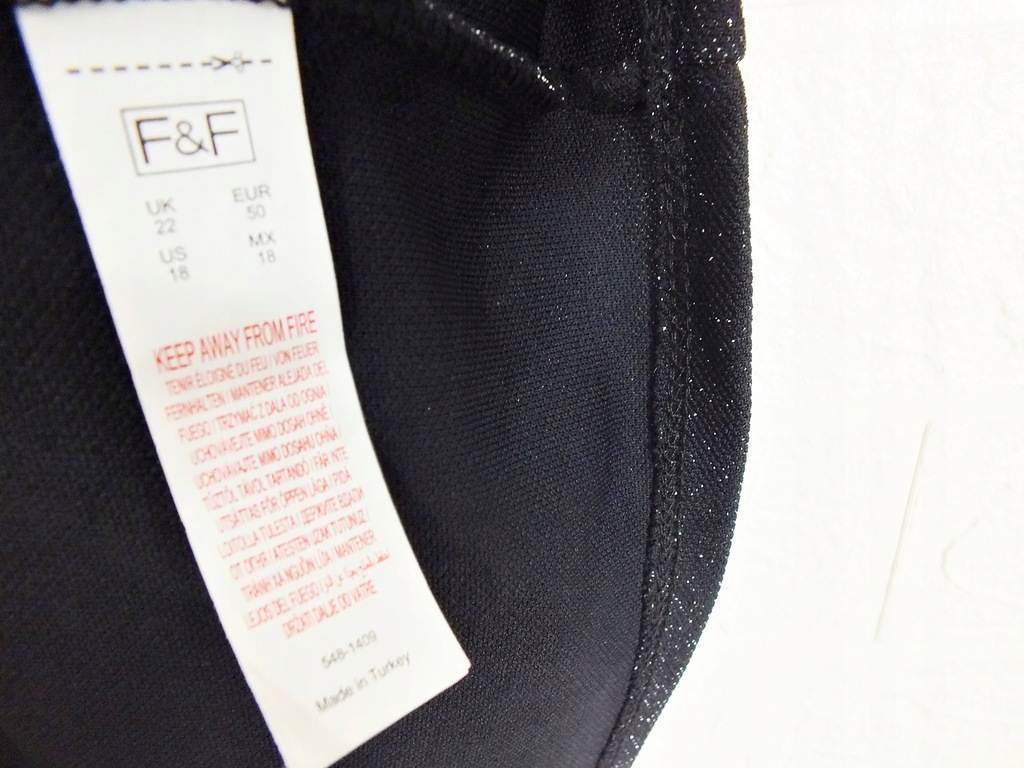 F&F
UK EUR
22 50
US MX
18 18
KEEP AWAY FROM FIRE
TENIR ÉLOIGNÉ DU FEU / VON FEUER
FERNHALTEN / MANTENER ALEJADA DEL
FUEGO / TRZYMAĆ Z DALA OD OGNIA /
UCHOVÁVEJTE MIMO DOSAH OHNĚ
UCHOVÁVAJTE MIMO DOSAHU OHŇA /
TŰZTŐL TÁVOL TARTANDÓ / FÅR INTE
UTSÄTTAS FÖR ÖPPEN LÅGA / PIDÄ
LOITOLLA TULESTA / ДЕРЖИТЕ ВДАЛИ
ОТ ОГНЯ / ATEŞTEN UZAK TUTUNUZ /
TRÁNH XA NGUỒN LỬA / MANTENER
LEJOS DEL FUEGO /
DRŽATI DALJE OD VATRE
548-1409
Made in Turkey